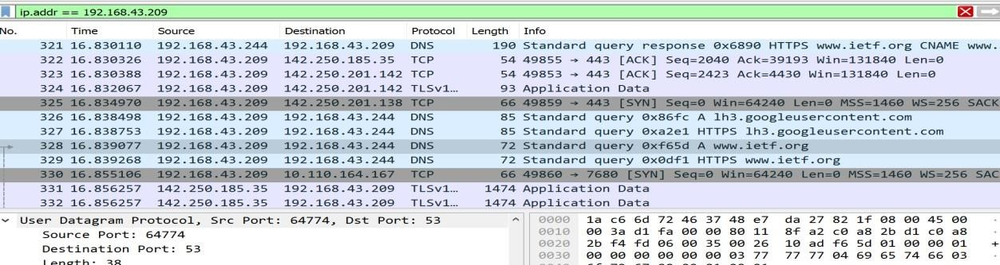 ip.addr == 192.168.43.209
No. Time Source Destination Protocol Length Info
321 16.830110 192.168.43.244 192.168.43.209 DNS 190 Standard query response 0x6890 HTTPS www.ietf.org CNAME www.
322 16.830326 192.168.43.209 142.250.185.35 TCP 54 49855 → 443 [ACK] Seq=2040 Ack=39193 Win=131840 Len=0
323 16.830388 192.168.43.209 142.250.201.142 TCP 54 49853 → 443 [ACK] Seq=2423 Ack=4430 Win=131840 Len=0
324 16.832067 192.168.43.209 142.250.201.142 TLSv1… 93 Application Data
325 16.834970 192.168.43.209 142.250.201.138 TCP 66 49859 → 443 [SYN] Seq=0 Win=64240 Len=0 MSS=1460 WS=256 SACK
326 16.838498 192.168.43.209 192.168.43.244 DNS 85 Standard query 0x86fc A lh3.googleusercontent.com
327 16.838753 192.168.43.209 192.168.43.244 DNS 85 Standard query 0xa2e1 HTTPS lh3.googleusercontent.com
328 16.839077 192.168.43.209 192.168.43.244 DNS 72 Standard query 0xf65d A www.ietf.org
329 16.839268 192.168.43.209 192.168.43.244 DNS 72 Standard query 0x0df1 HTTPS www.ietf.org
330 16.855106 192.168.43.209 10.110.164.167 TCP 66 49860 → 7680 [SYN] Seq=0 Win=64240 Len=0 MSS=1460 WS=256 SAC
331 16.856257 142.250.185.35 192.168.43.209 TLSv1… 1474 Application Data
332 16.856257 142.250.185.35 192.168.43.209 TLSv1… 1474 Application Data
User Datagram Protocol, Src Port: 64774, Dst Port: 53
Source Port: 64774
Destination Port: 53
Length: 38
0000 1a c6 6d 72 46 37 48 e7 da 27 82 1f 08 00 45 00
0010 00 3a d1 fa 00 00 80 11 8f a2 c0 a8 2b d1 c0 a8
0020 2b f4 fd 06 00 35 00 26 10 ad f6 5d 01 00 00 01
0030 00 00 00 00 00 00 03 77 77 77 04 69 65 74 66 03